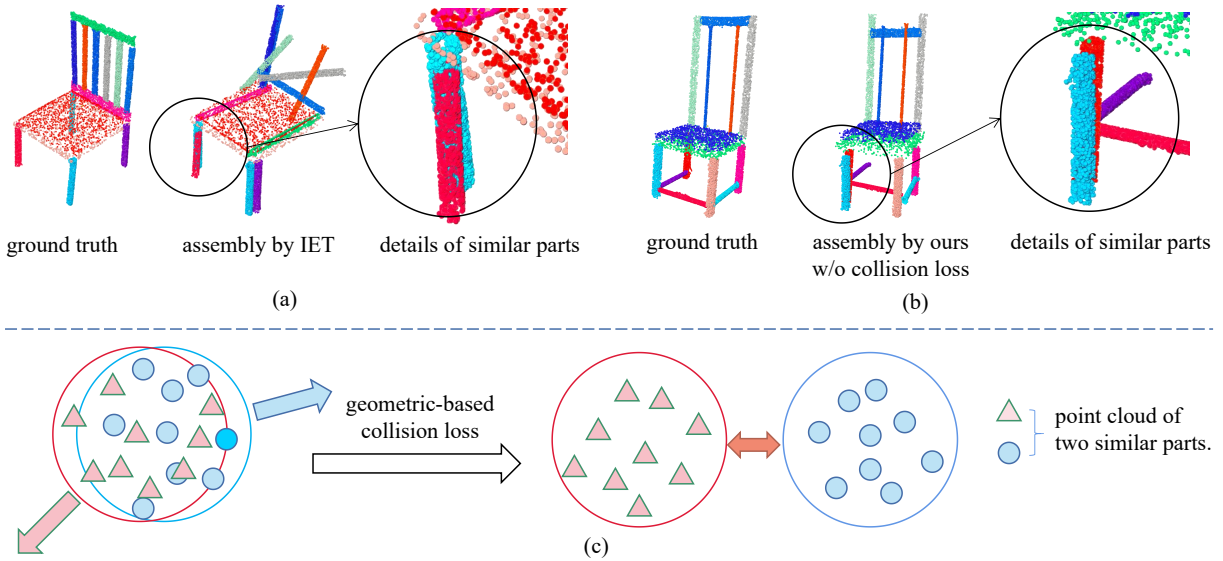 ground truth
assembly by IET
details of similar parts
(a)
ground truth
assembly by ours
w/o collision loss
details of similar parts
(b)
geometric-based
collision loss
point cloud of
two similar parts.
(c)